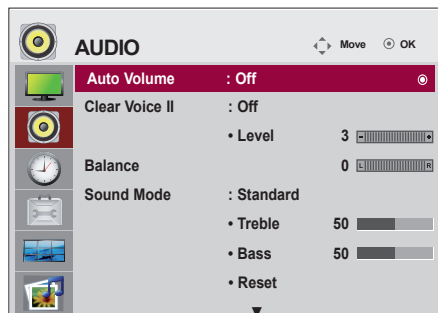 AUDIO Move OK
Auto Volume : Off
Clear Voice II : Off
• Level 3 - +
Balance 0 L R
Sound Mode : Standard
• Treble 50
• Bass 50
• Reset
▼